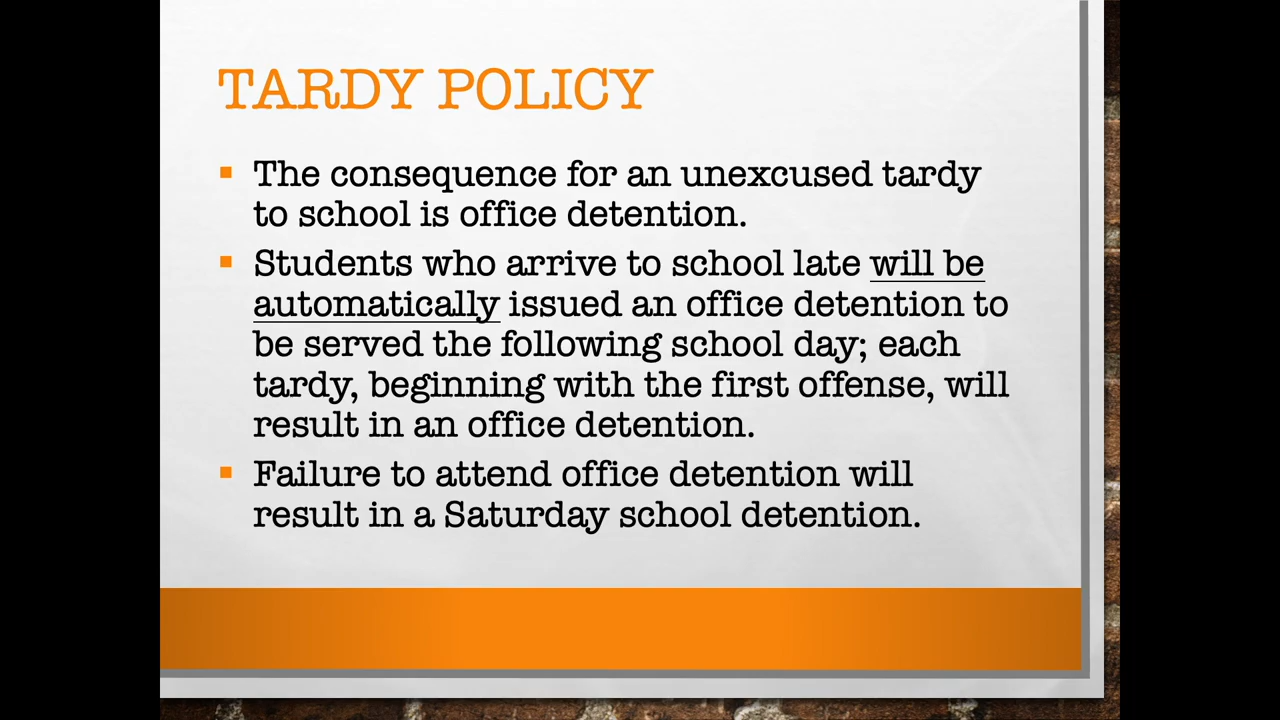 TARDY POLICY
The consequence for an unexcused tardy
to school is office detention.
Students who arrive to school late will be
automatically issued an office detention to
be served the following school day; each
tardy, beginning with the first offense, will
result in an office detention.
Failure to attend office detention will
result in a Saturday school detention.